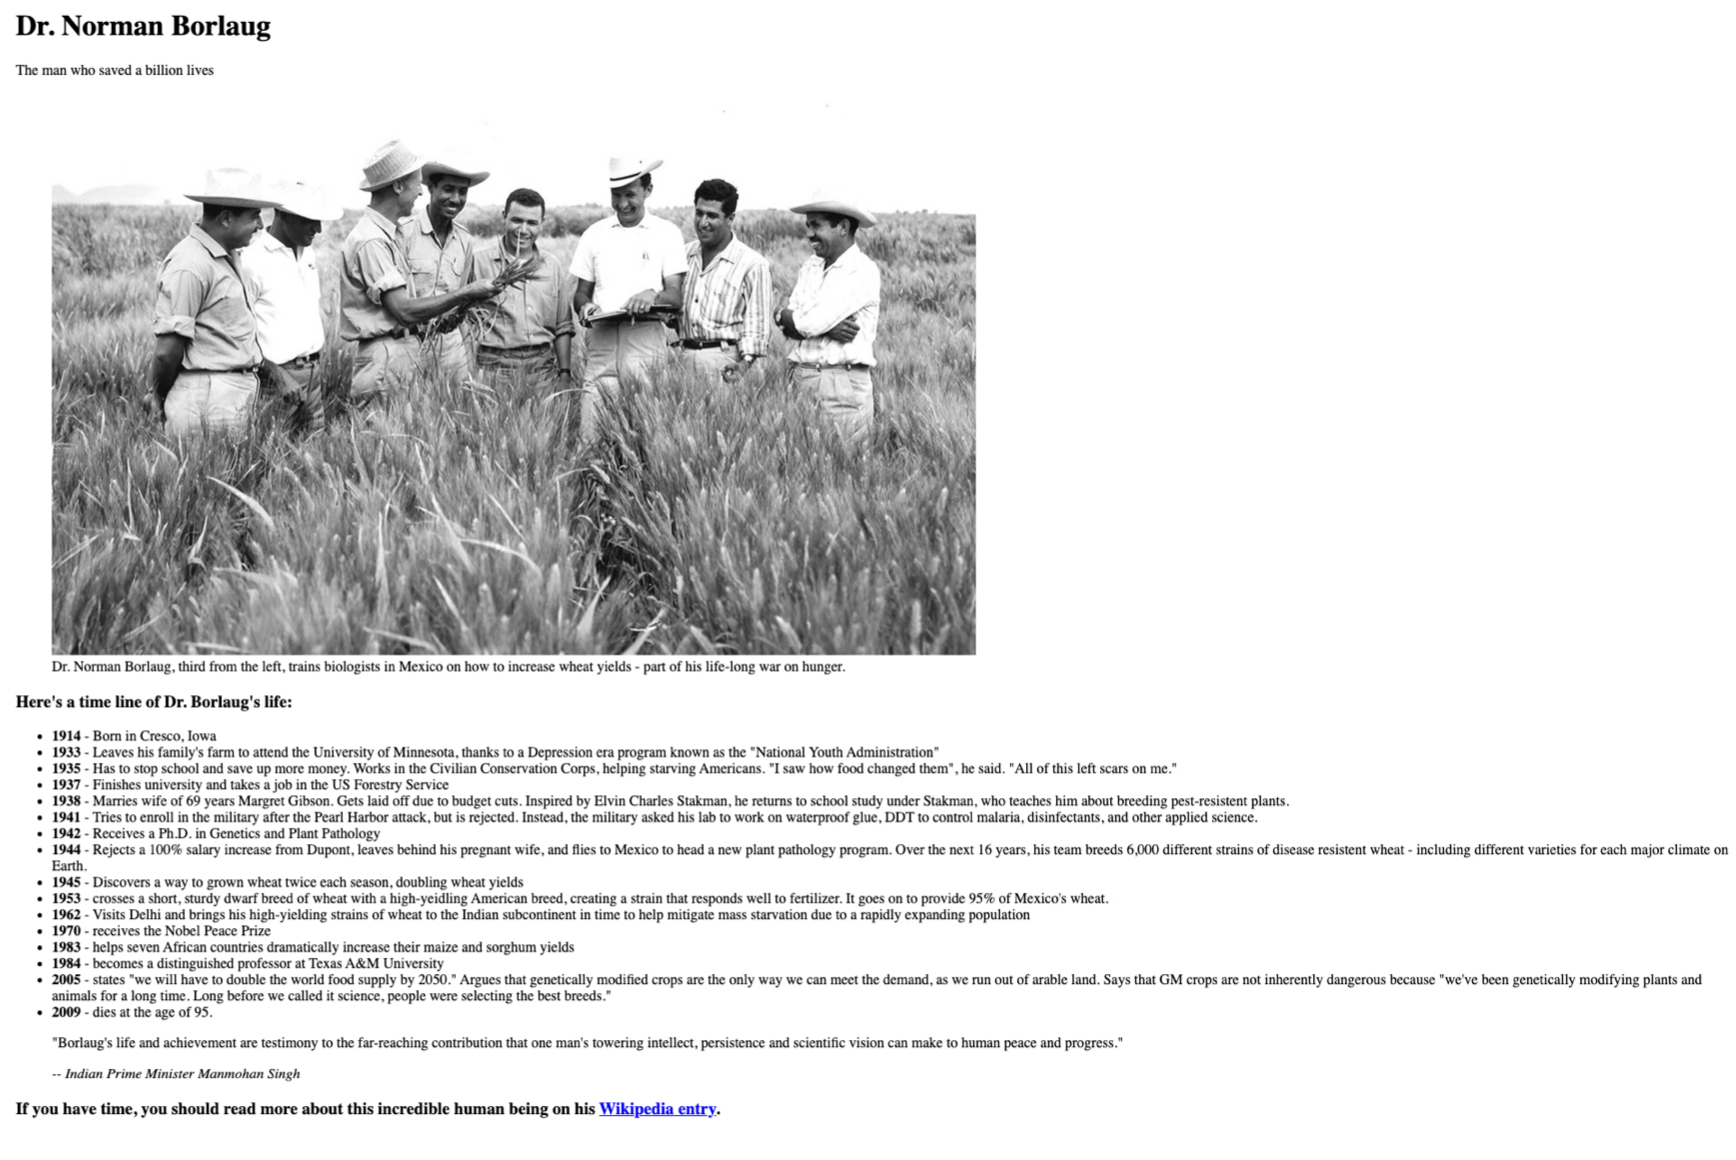 Dr. Norman Borlaug
The man who saved a billion lives
Dr. Norman Borlaug, third from the left, trains biologists in Mexico on how to increase wheat yields - part of his life-long war on hunger.
Here's a time line of Dr. Borlaug's life:
• 1914 - Born in Cresco, Iowa
• 1933 - Leaves his family's farm to attend the University of Minnesota, thanks to a Depression era program known as the "National Youth Administration"
• 1935 - Has to stop school and save up more money. Works in the Civilian Conservation Corps, helping starving Americans. "I saw how food changed them", he said. "All of this left scars on me."
• 1937 - Finishes university and takes a job in the US Forestry Service
• 1938 - Marries wife of 69 years Margret Gibson. Gets laid off due to budget cuts. Inspired by Elvin Charles Stakman, he returns to school study under Stakman, who teaches him about breeding pest-resistent plants.
• 1941 - Tries to enroll in the military after the Pearl Harbor attack, but is rejected. Instead, the military asked his lab to work on waterproof glue, DDT to control malaria, disinfectants, and other applied science.
• 1942 - Receives a Ph.D. in Genetics and Plant Pathology
• 1944 - Rejects a 100% salary increase from Dupont, leaves behind his pregnant wife, and flies to Mexico to head a new plant pathology program. Over the next 16 years, his team breeds 6,000 different strains of disease resistent wheat - including different varieties for each major climate on
Earth.
• 1945 - Discovers a way to grown wheat twice each season, doubling wheat yields
• 1953 - crosses a short, sturdy dwarf breed of wheat with a high-yeidling American breed, creating a strain that responds well to fertilizer. It goes on to provide 95% of Mexico's wheat.
• 1962 - Visits Delhi and brings his high-yielding strains of wheat to the Indian subcontinent in time to help mitigate mass starvation due to a rapidly expanding population
• 1970 - receives the Nobel Peace Prize
• 1983 - helps seven African countries dramatically increase their maize and sorghum yields
• 1984 - becomes a distinguished professor at Texas A&M University
• 2005 - states "we will have to double the world food supply by 2050." Argues that genetically modified crops are the only way we can meet the demand, as we run out of arable land. Says that GM crops are not inherently dangerous because "we've been genetically modifying plants and
animals for a long time. Long before we called it science, people were selecting the best breeds."
• 2009 - dies at the age of 95.
"Borlaug's life and achievement are testimony to the far-reaching contribution that one man's towering intellect, persistence and scientific vision can make to human peace and progress."
-- Indian Prime Minister Manmohan Singh
If you have time, you should read more about this incredible human being on his Wikipedia entry.